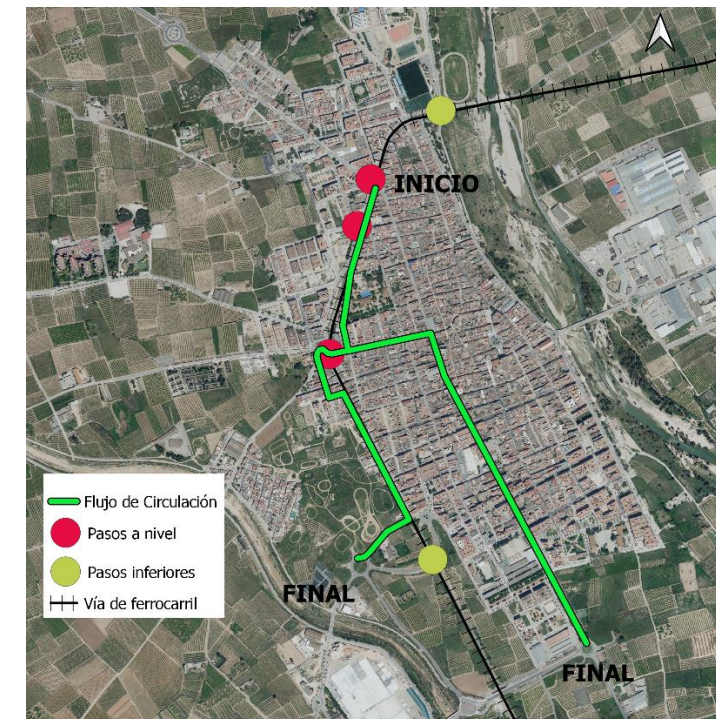 INICIO
Flujo de Circulación
Pasos a nivel
Pasos inferiores
Vía de ferrocarril
FINAL
FINAL